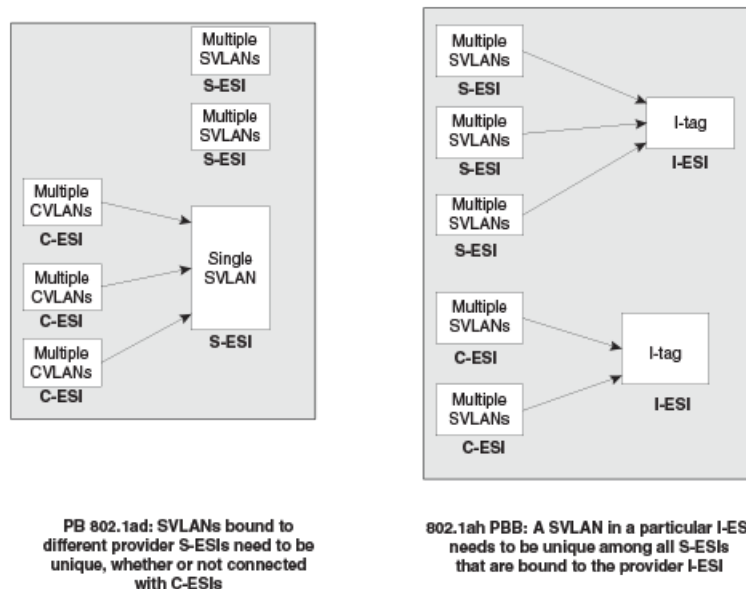 Multiple
SVLANs
S-ESI
Multiple
SVLANs
S-ESI
Multiple
CVLANs
C-ESI
Multiple
CVLANs
C-ESI
Multiple
CVLANs
C-ESI
Single
SVLAN
S-ESI
PB 802.1ad: SVLANs bound to
different provider S-ESIs need to be
unique, whether or not connected
with C-ESIs
Multiple
SVLANs
S-ESI
Multiple
SVLANs
S-ESI
Multiple
SVLANs
S-ESI
I-tag
I-ESI
Multiple
SVLANs
C-ESI
Multiple
SVLANs
C-ESI
I-tag
I-ESI
802.1ah PBB: A SVLAN in a particular I-ES
needs to be unique among all S-ESIs
that are bound to the provider I-ESI